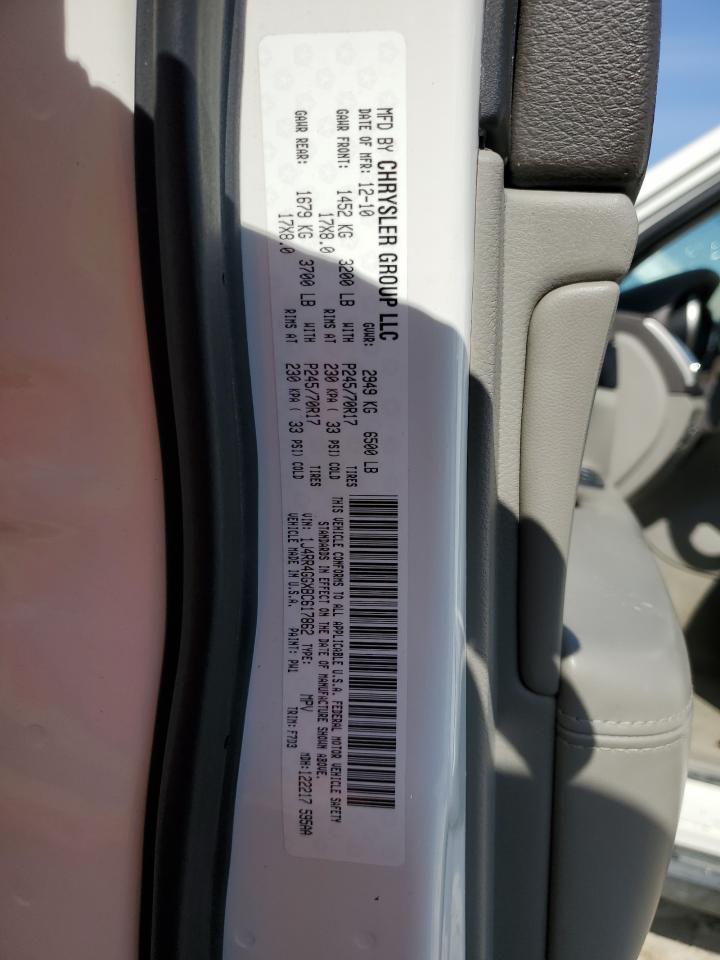 MFD BY CHRYSLER GROUP LLC
DATE OF MFR: 12-10 GVWR: 2949 KG 6500 LB
GAWR FRONT: 1452 KG 3200 LB WITH P245/70R17 TIRES
17X8.0 RIMS AT 230 KPA ( 33 PSI) COLD
GAWR REAR: 1679 KG 3700 LB WITH P245/70R17 TIRES
17X8.0 RIMS AT 230 KPA ( 33 PSI) COLD
THIS VEHICLE CONFORMS TO ALL APPLICABLE U.S.A. FEDERAL MOTOR VEHICLE SAFETY
STANDARDS IN EFFECT ON THE DATE OF MANUFACTURE SHOWN ABOVE.
VIN: 1J4RR4GGXBC617862 TYPE: MPV MDH:122217 595AA
VEHICLE MADE IN U.S.A. PAINT: PW1 TRIM: F7D3